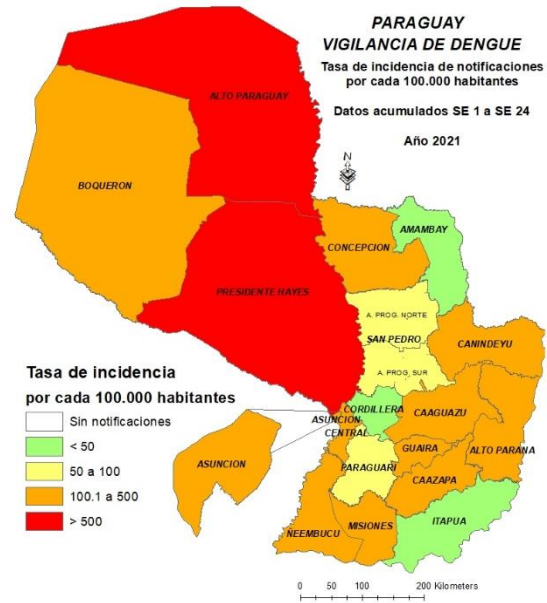 PARAGUAY
VIGILANCIA DE DENGUE
Tasa de incidencia de notificaciones
por cada 100.000 habitantes
Datos acumulados SE 1 a SE 24
Año 2021
N
ALTO PARAGUAY
BOQUERON
AMAMBAY
CONCEPCION
PRESIDENTE HAYES
A. PROG. NORTE
SAN PEDRO
CANINDEYU
A. PROG. SUR
CORDILLERA
CAAGUAZU
ASUNCION
CENTRAL
GUAIRA
ALTO PARANA
PARAGUARI
CAAZAPA
ITAPUA
MISIONES
NEEMBUCU
ASUNCION
Tasa de incidencia
por cada 100.000 habitantes
Sin notificaciones
< 50
50 a 100
100.1 a 500
> 500
0 50 100 200 Kilometers